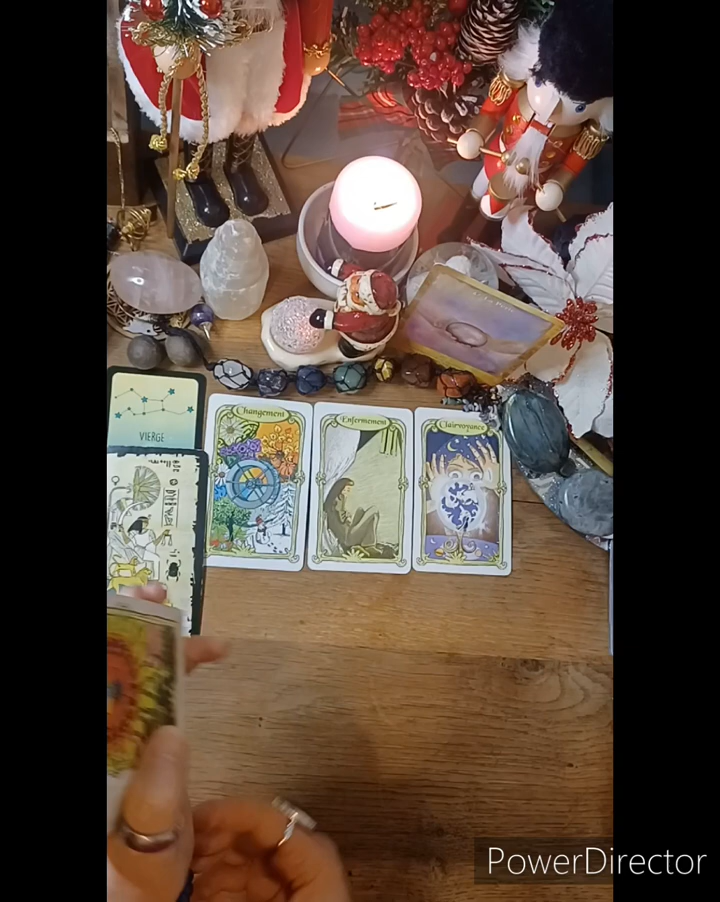 VIERGE
Changement
Enfermement
Clairvoyance
PowerDirector